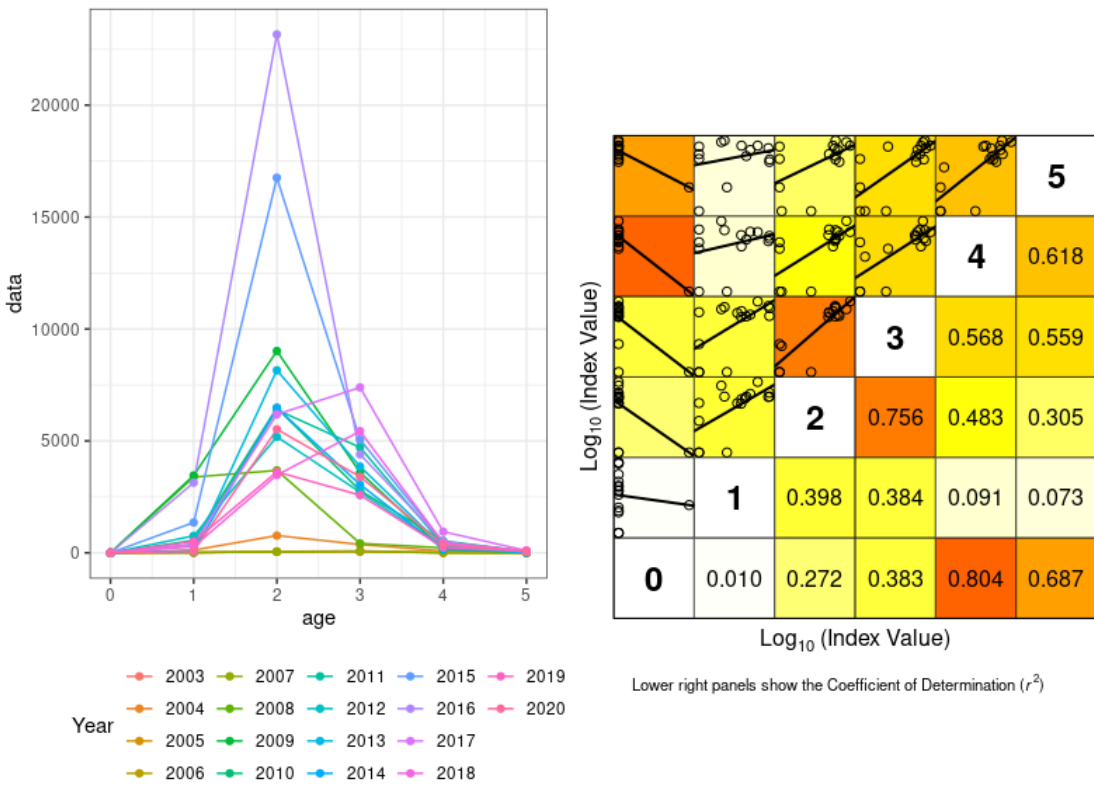 20000
15000
10000
5000
0
data
0 1 2 3 4 5
age
Year
2003 2007 2011 2015 2019
2004 2008 2012 2016 2020
2005 2009 2013 2017
2006 2010 2014 2018
5
4 0.618
3 0.568 0.559
2 0.756 0.483 0.305
1 0.398 0.384 0.091 0.073
0 0.010 0.272 0.383 0.804 0.687
Log₁₀ (Index Value)
Log₁₀ (Index Value)
Lower right panels show the Coefficient of Determination (r²)